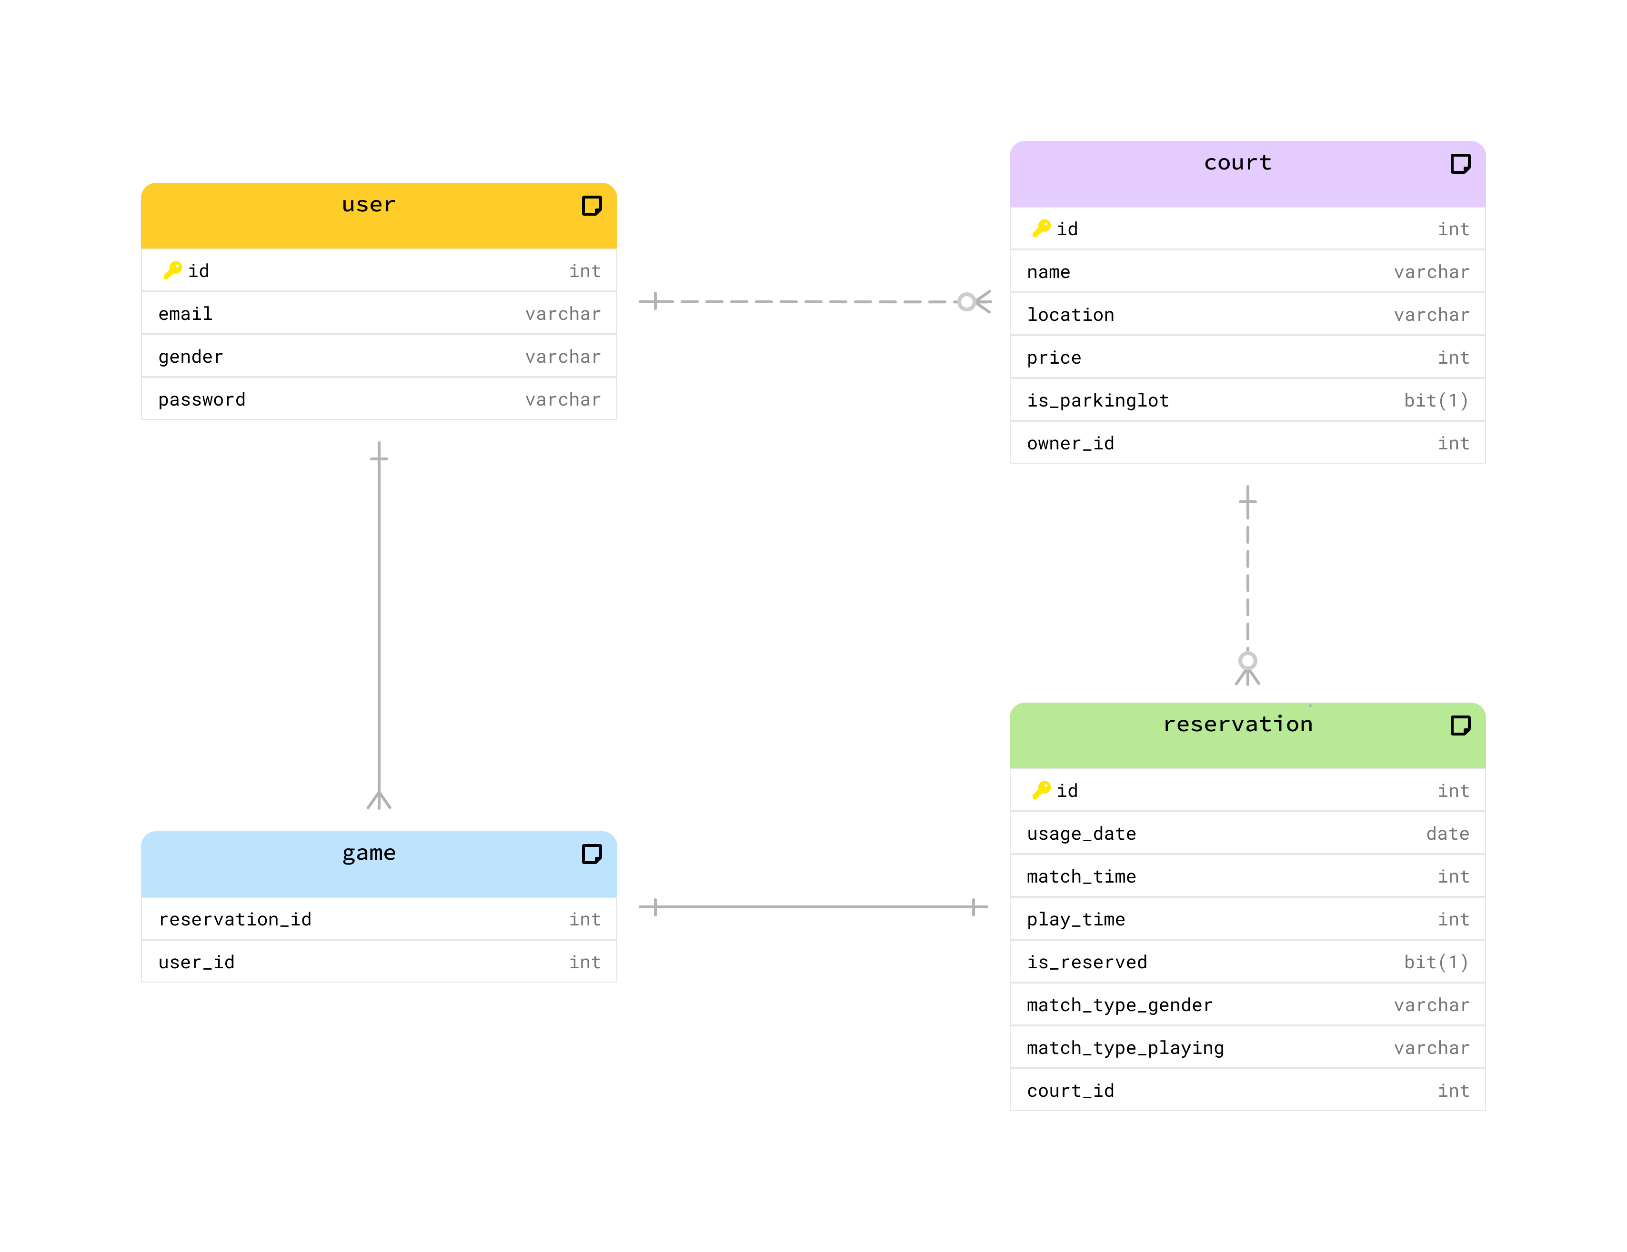 user
id int
email varchar
gender varchar
password varchar
court
id int
name varchar
location varchar
price int
is_parkinglot bit(1)
owner_id int
game
reservation_id int
user_id int
reservation
id int
usage_date date
match_time int
play_time int
is_reserved bit(1)
match_type_gender varchar
match_type_playing varchar
court_id int